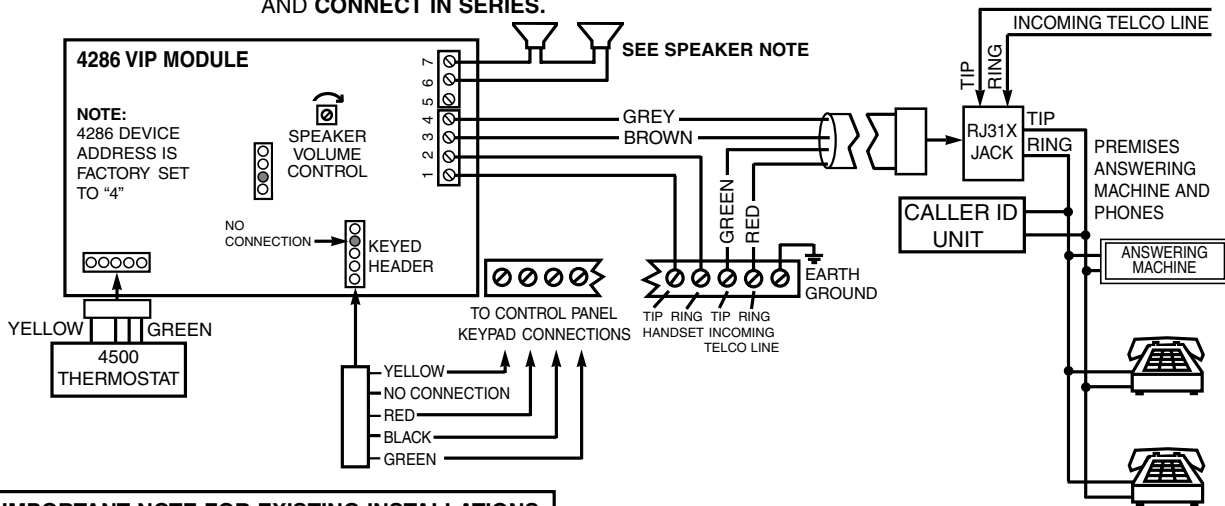 AND CONNECT IN SERIES.
4286 VIP MODULE
NOTE:
4286 DEVICE
ADDRESS IS
FACTORY SET
TO “4”
SPEAKER
VOLUME
CONTROL
NO
CONNECTION
KEYED
HEADER
7
6
5
4
3
2
1
SEE SPEAKER NOTE
GREY
BROWN
GREEN
RED
INCOMING TELCO LINE
TIP
RING
RJ31X
JACK
TIP
RING
PREMISES
ANSWERING
MACHINE AND
PHONES
CALLER ID
UNIT
ANSWERING
MACHINE
EARTH
GROUND
TIP RING TIP RING
HANDSET INCOMING
TELCO LINE
TO CONTROL PANEL
KEYPAD CONNECTIONS
YELLOW
GREEN
4500
THERMOSTAT
YELLOW
NO CONNECTION
RED
BLACK
GREEN
IMPORTANT NOTE FOR EXISTING INSTALLATIONS